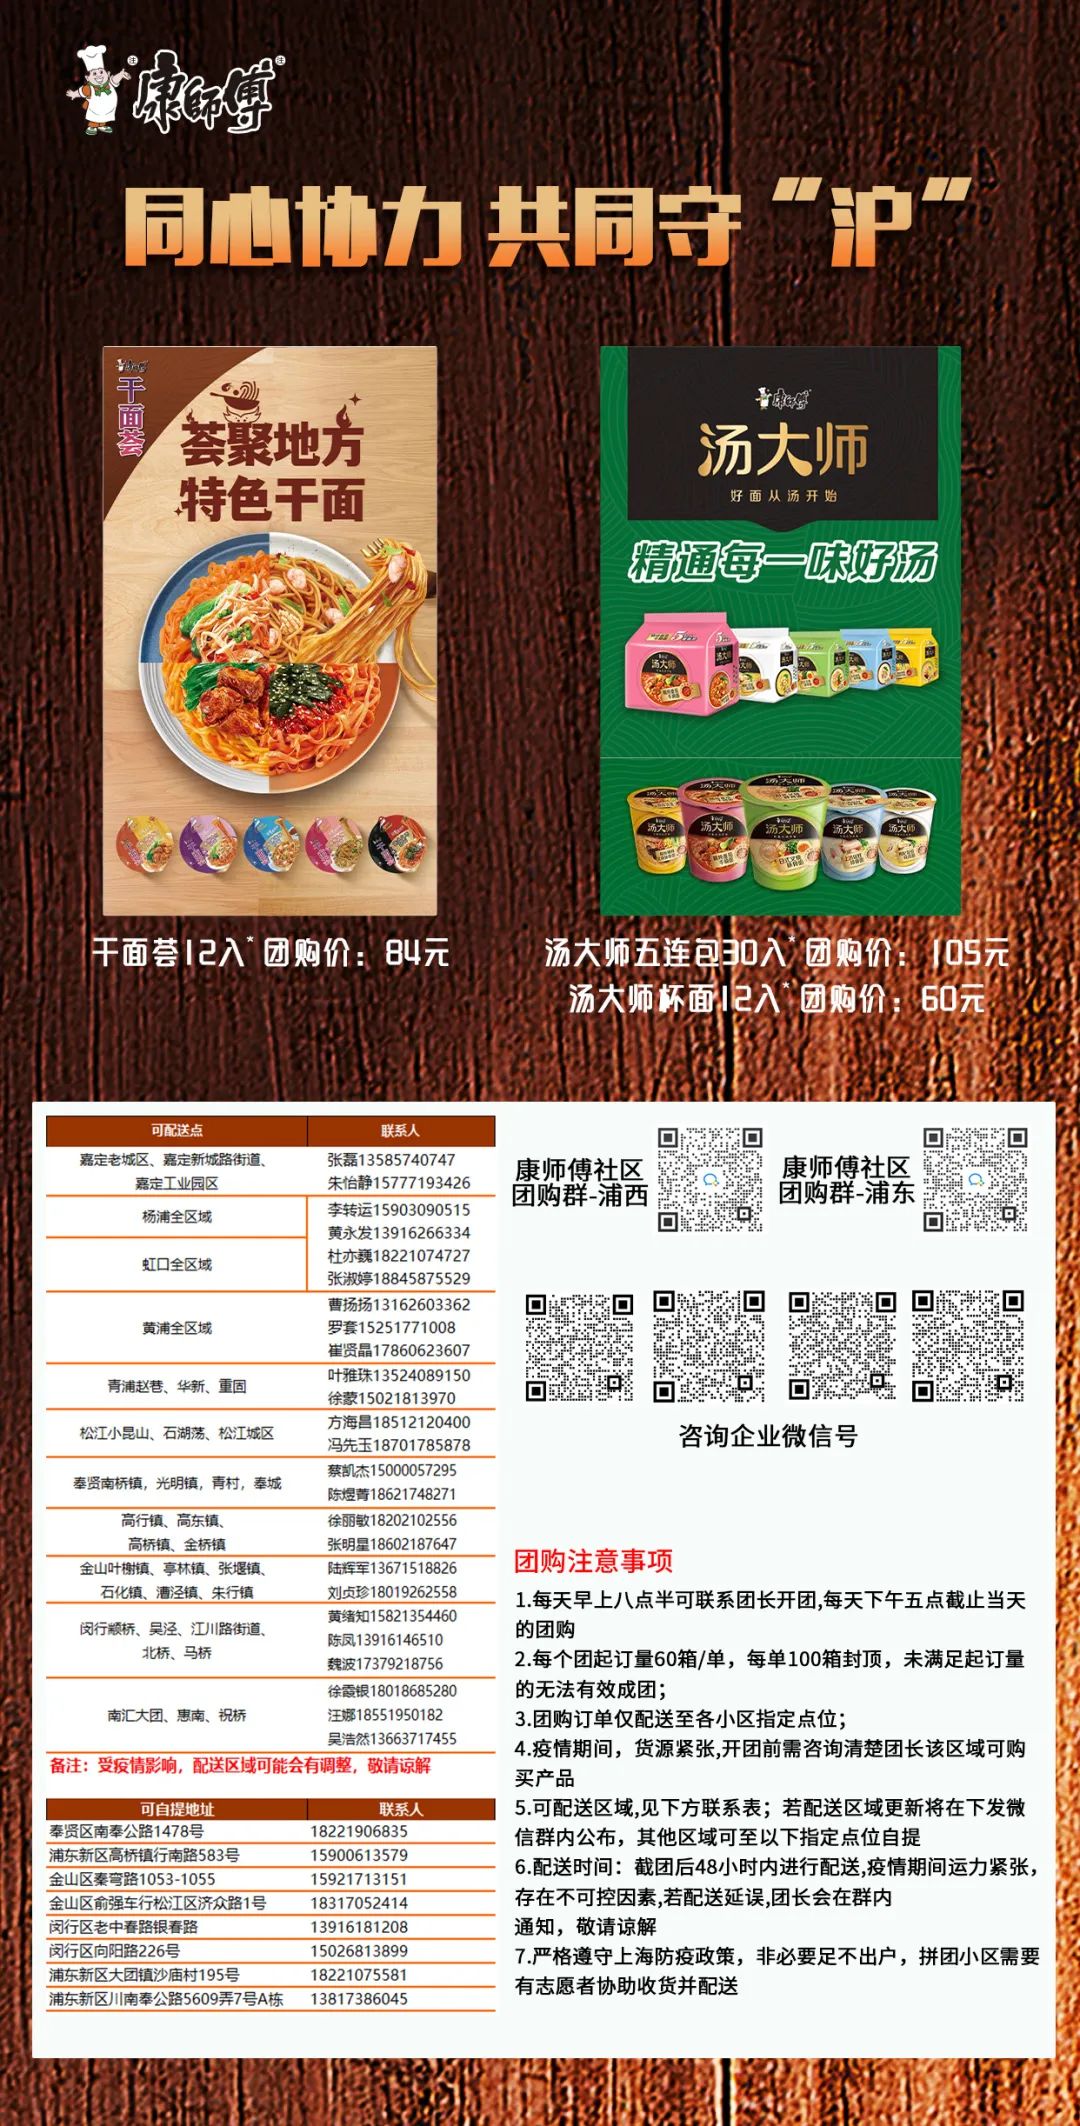 康師傅
同心协力 共同守“沪”
康师傅
干面荟
荟聚地方
特色干面
康師傅
汤大师
好面从汤开始
精通每一味好汤
汤大师
汤大师
汤大师
汤大师
汤大师
汤大师
汤大师
干面荟12入* 团购价：84元
汤大师五连包30入* 团购价：105元
汤大师杯面12入* 团购价：60元
可配送点 联系人
嘉定老城区、嘉定新城路街道、 张磊13585740747
嘉定工业园区 朱怡静15777193426
杨浦全区域 李转运15903090515
黄永发13916266334
虹口全区域 杜亦巍18221074727
张淑婷18845875529
曹扬扬13162603362
黄浦全区域 罗套15251771008
崔贤晶17860623607
青浦赵巷、华新、重固 叶雅珠13524089150
徐蒙15021813970
松江小昆山、石湖荡、松江城区 方海昌18512120400
冯先玉18701785878
奉贤南桥镇，光明镇，青村，奉城 蔡凯杰15000057295
陈煜菁18621748271
高行镇、高东镇、 徐丽敏18202102556
高桥镇、金桥镇 张明星18602187647
金山叶榭镇、亭林镇、张堰镇、 陆辉军13671518826
石化镇、漕泾镇、朱行镇 刘贞珍18019262558
闵行颛桥、吴泾、江川路街道、 黄绪知15821354460
北桥、马桥 陈凤13916146510
魏波17379218756
徐霞银18018685280
南汇大团、惠南、祝桥 汪娜18551950182
吴浩然13663717455
备注：受疫情影响，配送区域可能会有调整，敬请谅解
可自提地址 联系人
奉贤区南奉公路1478号 18221906835
浦东新区高桥镇行南路583号 15900613579
金山区秦弯路1053-1055 15921713151
金山区俞强车行松江区济众路1号 18317052414
闵行区老中春路银春路 13916181208
闵行区向阳路226号 15026813899
浦东新区大团镇沙庙村195号 18221075581
浦东新区川南奉公路5609弄7号A栋 13817386045
康师傅社区
团购群-浦西
康师傅社区
团购群-浦东
咨询企业微信号
团购注意事项
1.每天早上八点半可联系团长开团,每天下午五点截止当天
的团购
2.每个团起订量60箱/单，每单100箱封顶，未满足起订量
的无法有效成团；
3.团购订单仅配送至各小区指定点位；
4.疫情期间，货源紧张,开团前需咨询清楚团长该区域可购
买产品
5.可配送区域,见下方联系表；若配送区域更新将在下发微
信群内公布，其他区域可至以下指定点位自提
6.配送时间：截团后48小时内进行配送,疫情期间运力紧张，
存在不可控因素,若配送延误,团长会在群内
通知，敬请谅解
7.严格遵守上海防疫政策，非必要足不出户，拼团小区需要
有志愿者协助收货并配送